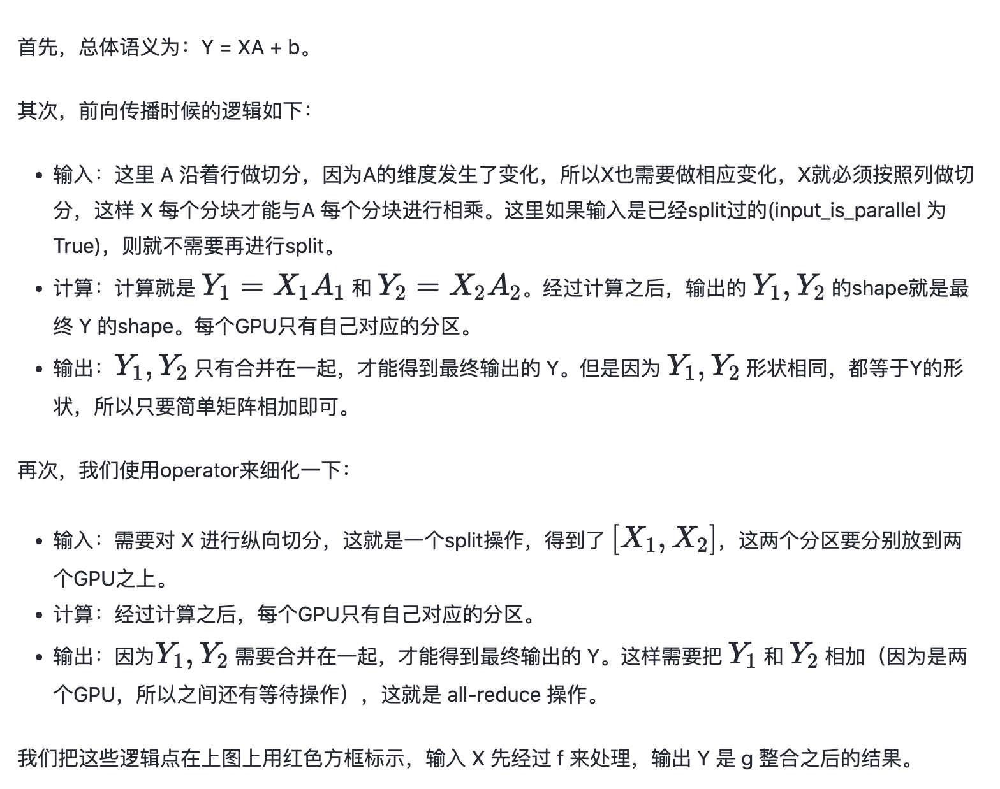 首先，总体语义为：Y = XA + b。
其次，前向传播时候的逻辑如下：
• 输入：这里 A 沿着行做切分，因为A的维度发生了变化，所以X也需要做相应变化，X就必须按照列做切
分，这样 X 每个分块才能与A 每个分块进行相乘。这里如果输入是已经split过的(input_is_parallel 为
True)，则就不需要再进行split。
• 计算：计算就是 Y₁ = X₁A₁ 和 Y₂ = X₂A₂。经过计算之后，输出的 Y₁, Y₂ 的shape就是最
终 Y 的shape。每个GPU只有自己对应的分区。
• 输出：Y₁, Y₂ 只有合并在一起，才能得到最终输出的 Y。但是因为 Y₁, Y₂ 形状相同，都等于Y的形
状，所以只要简单矩阵相加即可。
再次，我们使用operator来细化一下：
• 输入：需要对 X 进行纵向切分，这就是一个split操作，得到了 [X₁, X₂]，这两个分区要分别放到两
个GPU之上。
• 计算：经过计算之后，每个GPU只有自己对应的分区。
• 输出：因为Y₁, Y₂ 需要合并在一起，才能得到最终输出的 Y。这样需要把 Y₁ 和 Y₂ 相加（因为是两
个GPU，所以之间还有等待操作），这就是 all-reduce 操作。
我们把这些逻辑点在上图上用红色方框标示，输入 X 先经过 f 来处理，输出 Y 是 g 整合之后的结果。